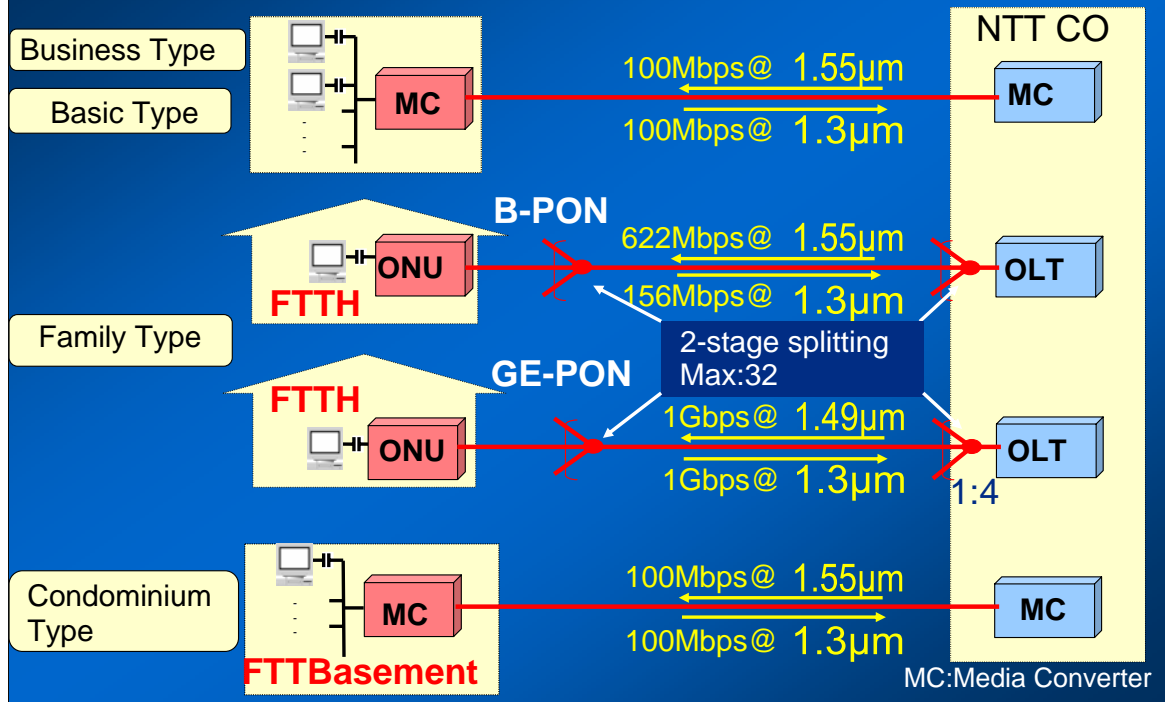 NTT CO
Business Type
Basic Type
MC
100Mbps@ 1.55µm
100Mbps@ 1.3µm
MC
B-PON
ONU
FTTH
622Mbps@ 1.55µm
156Mbps@ 1.3µm
OLT
Family Type
2-stage splitting
Max:32
GE-PON
FTTH
ONU
1Gbps@ 1.49µm
1Gbps@ 1.3µm
OLT
1:4
Condominium
Type
MC
FTTBasement
100Mbps@ 1.55µm
100Mbps@ 1.3µm
MC
MC:Media Converter